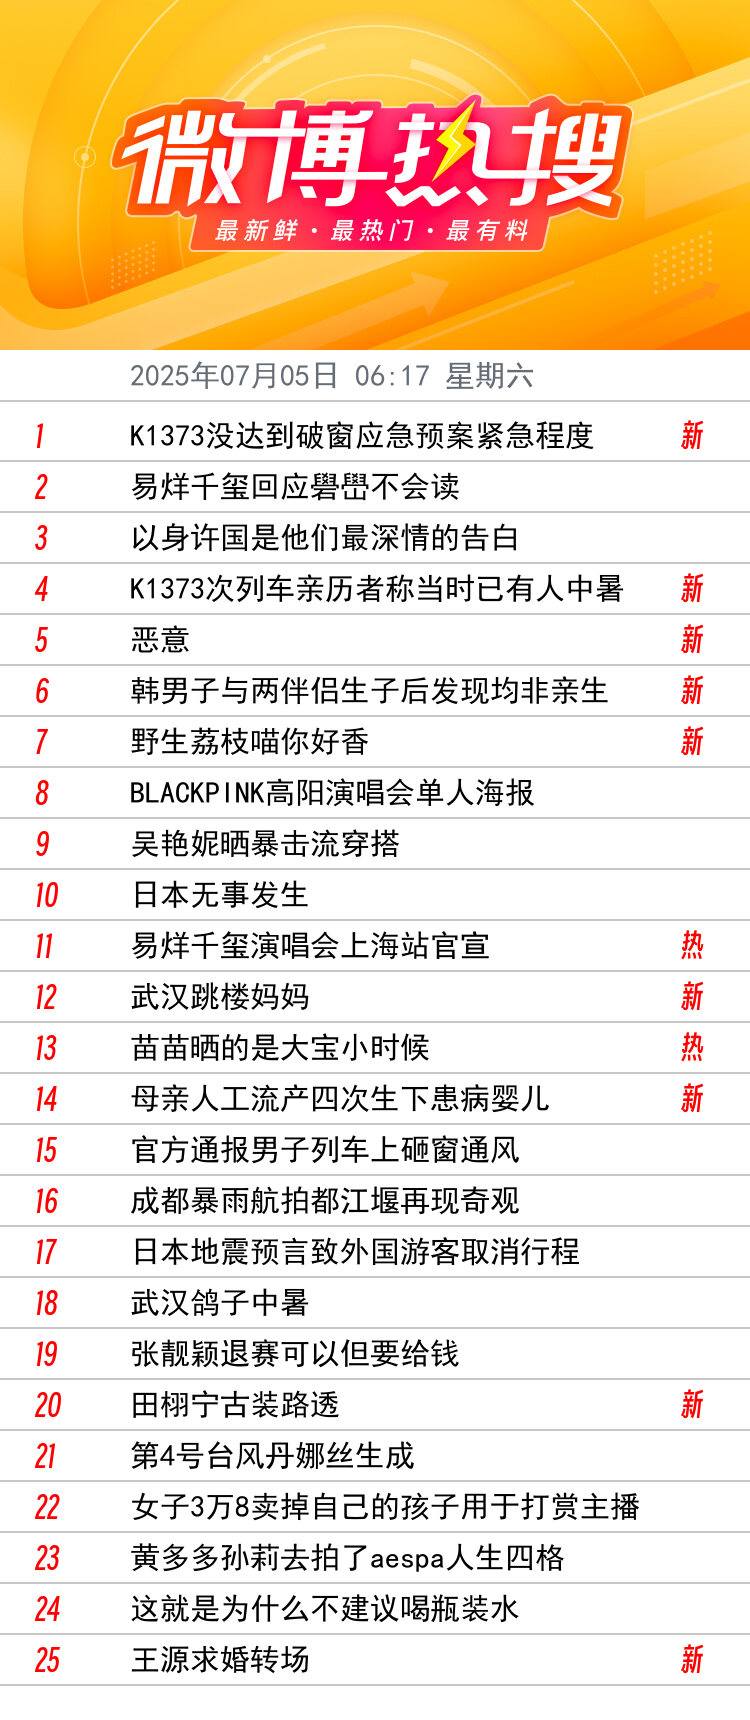 微博热搜
最新鲜·最热门·最有料
2025年07月05日 06:17 星期六
1 K1373没达到破窗应急预案紧急程度 新
2 易烊千玺回应礐嶨不会读
3 以身许国是他们最深情的告白
4 K1373次列车亲历者称当时已有人中暑 新
5 恶意 新
6 韩男子与两伴侣生子后发现均非亲生 新
7 野生荔枝喵你好香 新
8 BLACKPINK高阳演唱会单人海报
9 吴艳妮晒暴击流穿搭
10 日本无事发生
11 易烊千玺演唱会上海站官宣 热
12 武汉跳楼妈妈 新
13 苗苗晒的是大宝小时候 热
14 母亲人工流产四次生下患病婴儿 新
15 官方通报男子列车上砸窗通风
16 成都暴雨航拍都江堰再现奇观
17 日本地震预言致外国游客取消行程
18 武汉鸽子中暑
19 张靓颖退赛可以但要给钱
20 田栩宁古装路透 新
21 第4号台风丹娜丝生成
22 女子3万8卖掉自己的孩子用于打赏主播
23 黄多多孙莉去拍了aespa人生四格
24 这就是为什么不建议喝瓶装水
25 王源求婚转场 新